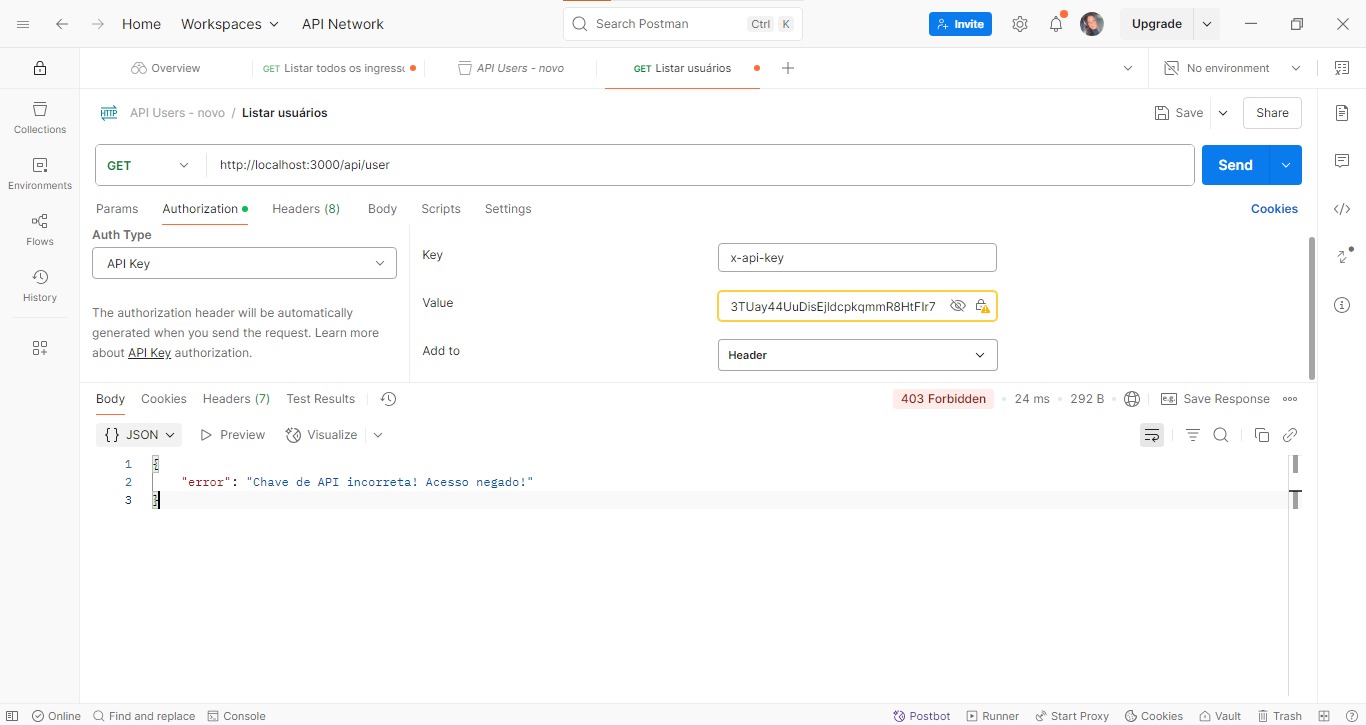 Home Workspaces API Network Search Postman Ctrl K Invite Upgrade
Overview GET Listar todos os ingressc API Users - novo GET Listar usuários No environment
HTTP API Users - novo / Listar usuários Save Share
Collections
Environments
Flows
History
GET http://localhost:3000/api/user Send
Params Authorization Headers (8) Body Scripts Settings Cookies
Auth Type
API Key
The authorization header will be automatically
generated when you send the request. Learn more
about API Key authorization.
Key x-api-key
Value 3TUay44UuDisEjldcpkqmmR8HtFIr7
Add to Header
Body Cookies Headers (7) Test Results 403 Forbidden 24 ms 292 B e.g. Save Response
{} JSON Preview Visualize
1 {
2 "error": "Chave de API incorreta! Acesso negado!"
3 }
Online Find and replace Console Postbot Runner Start Proxy Cookies Vault Trash